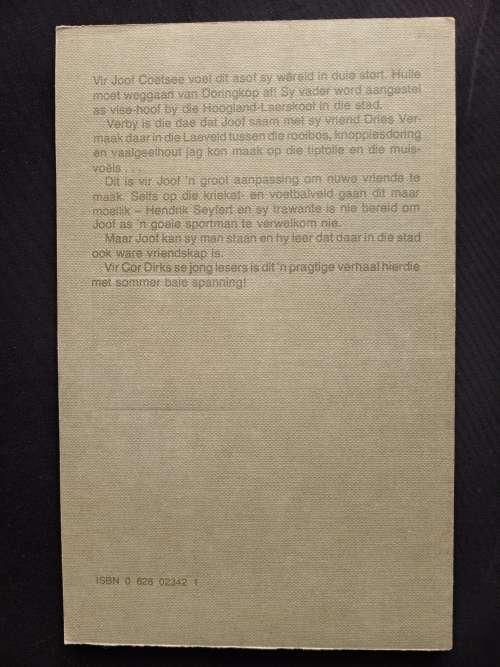 Vir Joof Coetsee voel dit asof sy wêreld in duie stort. Hulle
moet weggaan van Doringkop af! Sy vader word aangestel
as vise-hoof by die Hoogland-Laerskool in die stad.
Verby is die dae dat Joof saam met sy vriend Dries Ver-
maak daar in die Laeveld tussen die rooibos, knoppiesdoring
en vaalgeelhout jag kon maak op die tiptolle en die muis-
voëls . . .
Dit is vir Joof 'n groot aanpassing om nuwe vriende te
maak. Selfs op die krieket- en voetbalveld gaan dit maar
moeilik – Hendrik Seyfert en sy trawante is nie bereid om
Joof as 'n goeie sportman te verwelkom nie.
Maar Joof kan sy man staan en hy leer dat daar in die stad
ook ware vriendskap is.
Vir Cor Dirks se jong lesers is dit 'n pragtige verhaal hierdie
met sommer baie spanning!
ISBN 0 628 02342 1